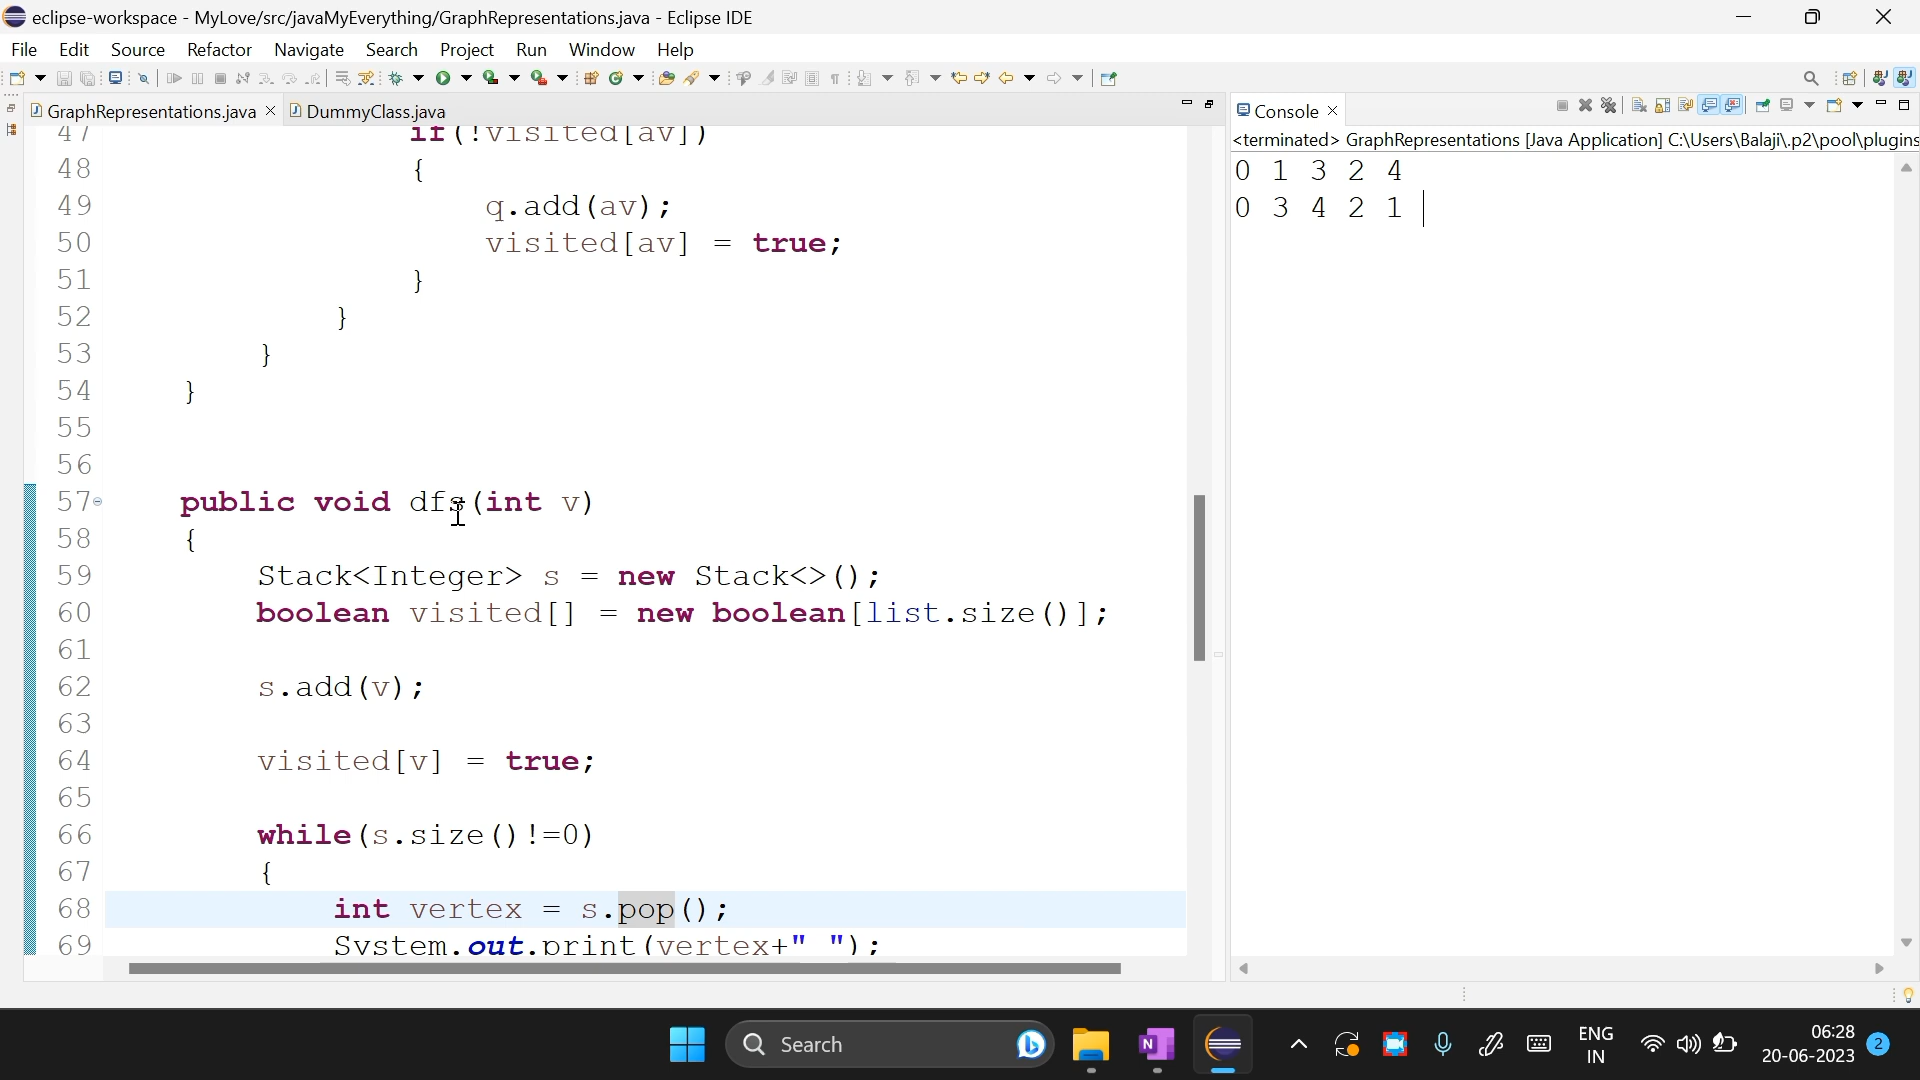 eclipse-workspace - MyLove/src/javaMyEverything/GraphRepresentations.java - Eclipse IDE
File Edit Source Refactor Navigate Search Project Run Window Help
GraphRepresentations.java DummyClass.java
47 if(!visited[av])
48 {
49 q.add(av);
50 visited[av] = true;
51 }
52 }
53 }
54 }
55
56
57 public void dfs(int v)
58 {
59 Stack<Integer> s = new Stack<>();
60 boolean visited[] = new boolean[list.size()];
61
62 s.add(v);
63
64 visited[v] = true;
65
66 while(s.size()!=0)
67 {
68 int vertex = s.pop();
69 System.out.print(vertex+" ");
Console
<terminated> GraphRepresentations [Java Application] C:\Users\Balaji\.p2\pool\plugins
0 1 3 2 4
0 3 4 2 1
Search
ENG
IN
06:28
20-06-2023
2